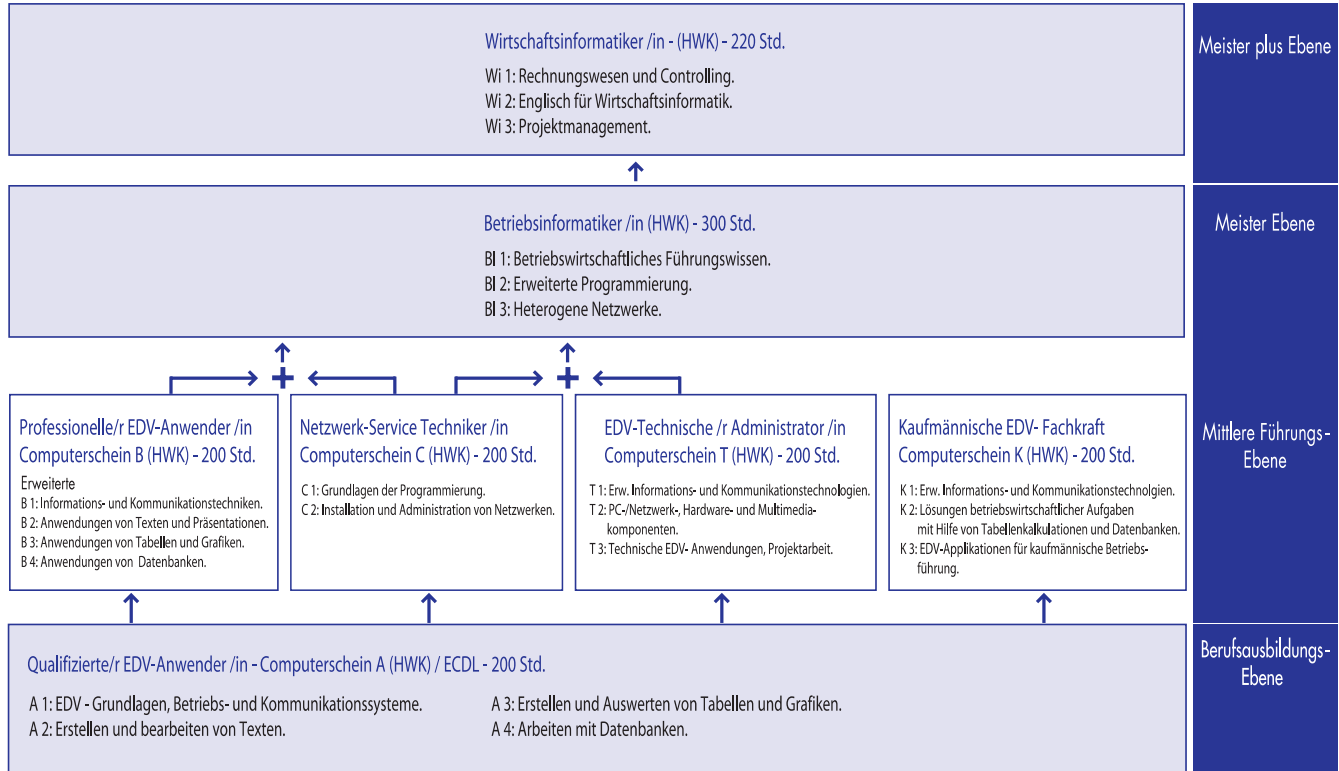 Wirtschaftsinformatiker /in - (HWK) - 220 Std.
Wi 1: Rechnungswesen und Controlling.
Wi 2: Englisch für Wirtschaftsinformatik.
Wi 3: Projektmanagement.
Meister plus Ebene
Betriebsinformatiker /in (HWK) - 300 Std.
BI 1: Betriebswirtschaftliches Führungswissen.
BI 2: Erweiterte Programmierung.
BI 3: Heterogene Netzwerke.
Meister Ebene
Professionelle/r EDV-Anwender /in
Computerschein B (HWK) - 200 Std.
Erweiterte
B 1: Informations- und Kommunikationstechniken.
B 2: Anwendungen von Texten und Präsentationen.
B 3: Anwendungen von Tabellen und Grafiken.
B 4: Anwendungen von Datenbanken.
Netzwerk-Service Techniker /in
Computerschein C (HWK) - 200 Std.
C 1: Grundlagen der Programmierung.
C 2: Installation und Administration von Netzwerken.
EDV-Technische /r Administrator /in
Computerschein T (HWK) - 200 Std.
T 1: Erw. Informations- und Kommunikationstechnologien.
T 2: PC-/Netzwerk-, Hardware- und Multimedia-
komponenten.
T 3: Technische EDV- Anwendungen, Projektarbeit.
Kaufmännische EDV- Fachkraft
Computerschein K (HWK) - 200 Std.
K 1: Erw. Informations- und Kommunikationstechnolgien.
K 2: Lösungen betriebswirtschaftlicher Aufgaben
mit Hilfe von Tabellenkalkulationen und Datenbanken.
K 3: EDV-Applikationen für kaufmännische Betriebs-
führung.
Mittlere Führungs-
Ebene
Qualifizierte/r EDV-Anwender /in - Computerschein A (HWK) / ECDL - 200 Std.
A 1: EDV - Grundlagen, Betriebs- und Kommunikationssysteme.
A 2: Erstellen und bearbeiten von Texten.
A 3: Erstellen und Auswerten von Tabellen und Grafiken.
A 4: Arbeiten mit Datenbanken.
Berufsausbildungs-
Ebene